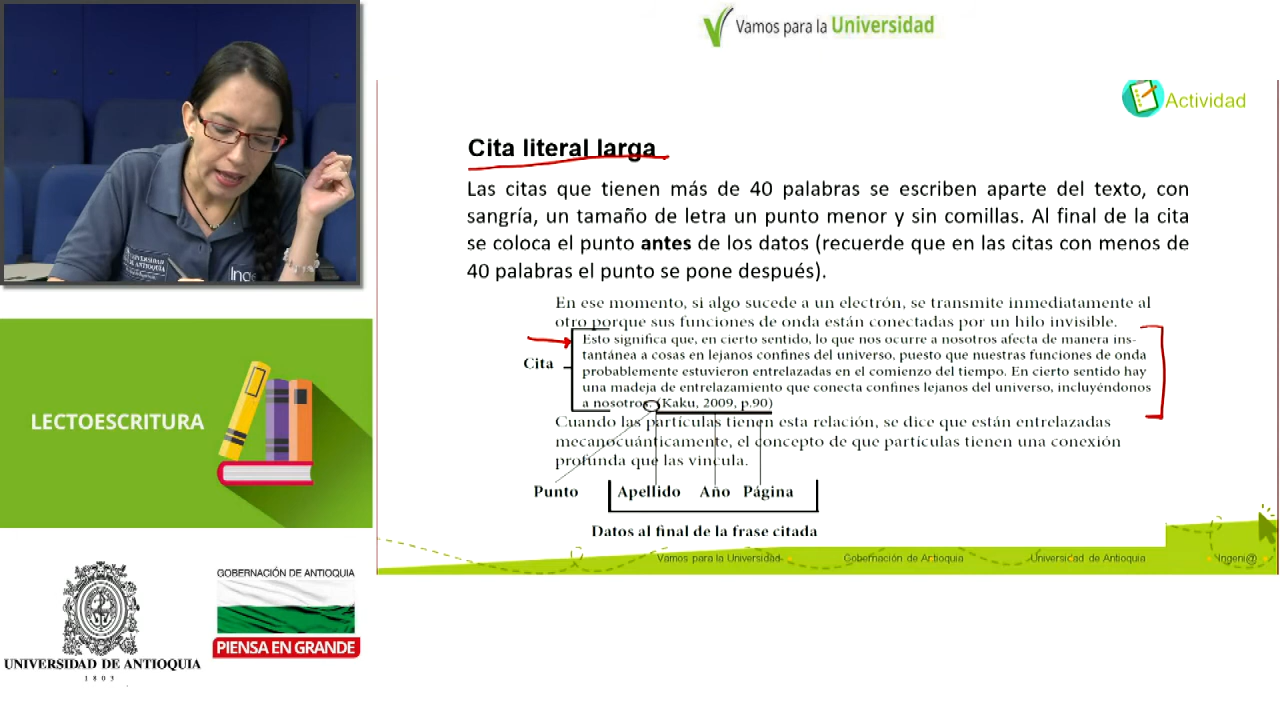 Vamos para la Universidad
Actividad
Cita literal larga
Las citas que tienen más de 40 palabras se escriben aparte del texto, con
sangría, un tamaño de letra un punto menor y sin comillas. Al final de la cita
se coloca el punto antes de los datos (recuerde que en las citas con menos de
40 palabras el punto se pone después).
En ese momento, si algo sucede a un electrón, se transmite inmediatamente al
otro porque sus funciones de onda están conectadas por un hilo invisible.
Cita
Esto significa que, en cierto sentido, lo que nos ocurre a nosotros afecta de manera ins-
tantánea a cosas en lejanos confines del universo, puesto que nuestras funciones de onda
probablemente estuvieron entrelazadas en el comienzo del tiempo. En cierto sentido hay
una madeja de entrelazamiento que conecta confines lejanos del universo, incluyéndonos
a nosotros. (Kaku, 2009, p.90)
Cuando las partículas tienen esta relación, se dice que están entrelazadas
mecanocuánticamente, el concepto de que partículas tienen una conexión
profunda que las vincula.
Punto Apellido Año Página
Datos al final de la frase citada
Vamos para la Universidad Gobernación de Antioquia Universidad de Antioquia Ingeni@
UNIVERSIDAD
DE ANTIOQUIA
Inge
LECTOESCRITURA
UNIVERSIDAD DE ANTIOQUIA
1803
GOBERNACIÓN DE ANTIOQUIA
PIENSA EN GRANDE